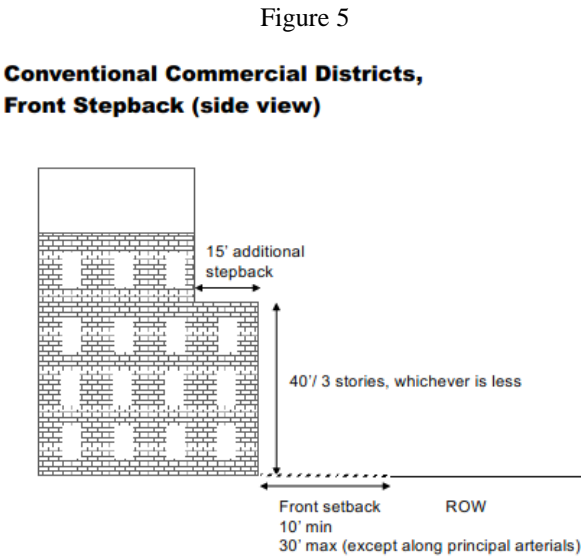 Figure 5
Conventional Commercial Districts,
Front Stepback (side view)
15’ additional
stepback
40’/ 3 stories, whichever is less
Front setback
10’ min
30’ max (except along principal arterials)
ROW